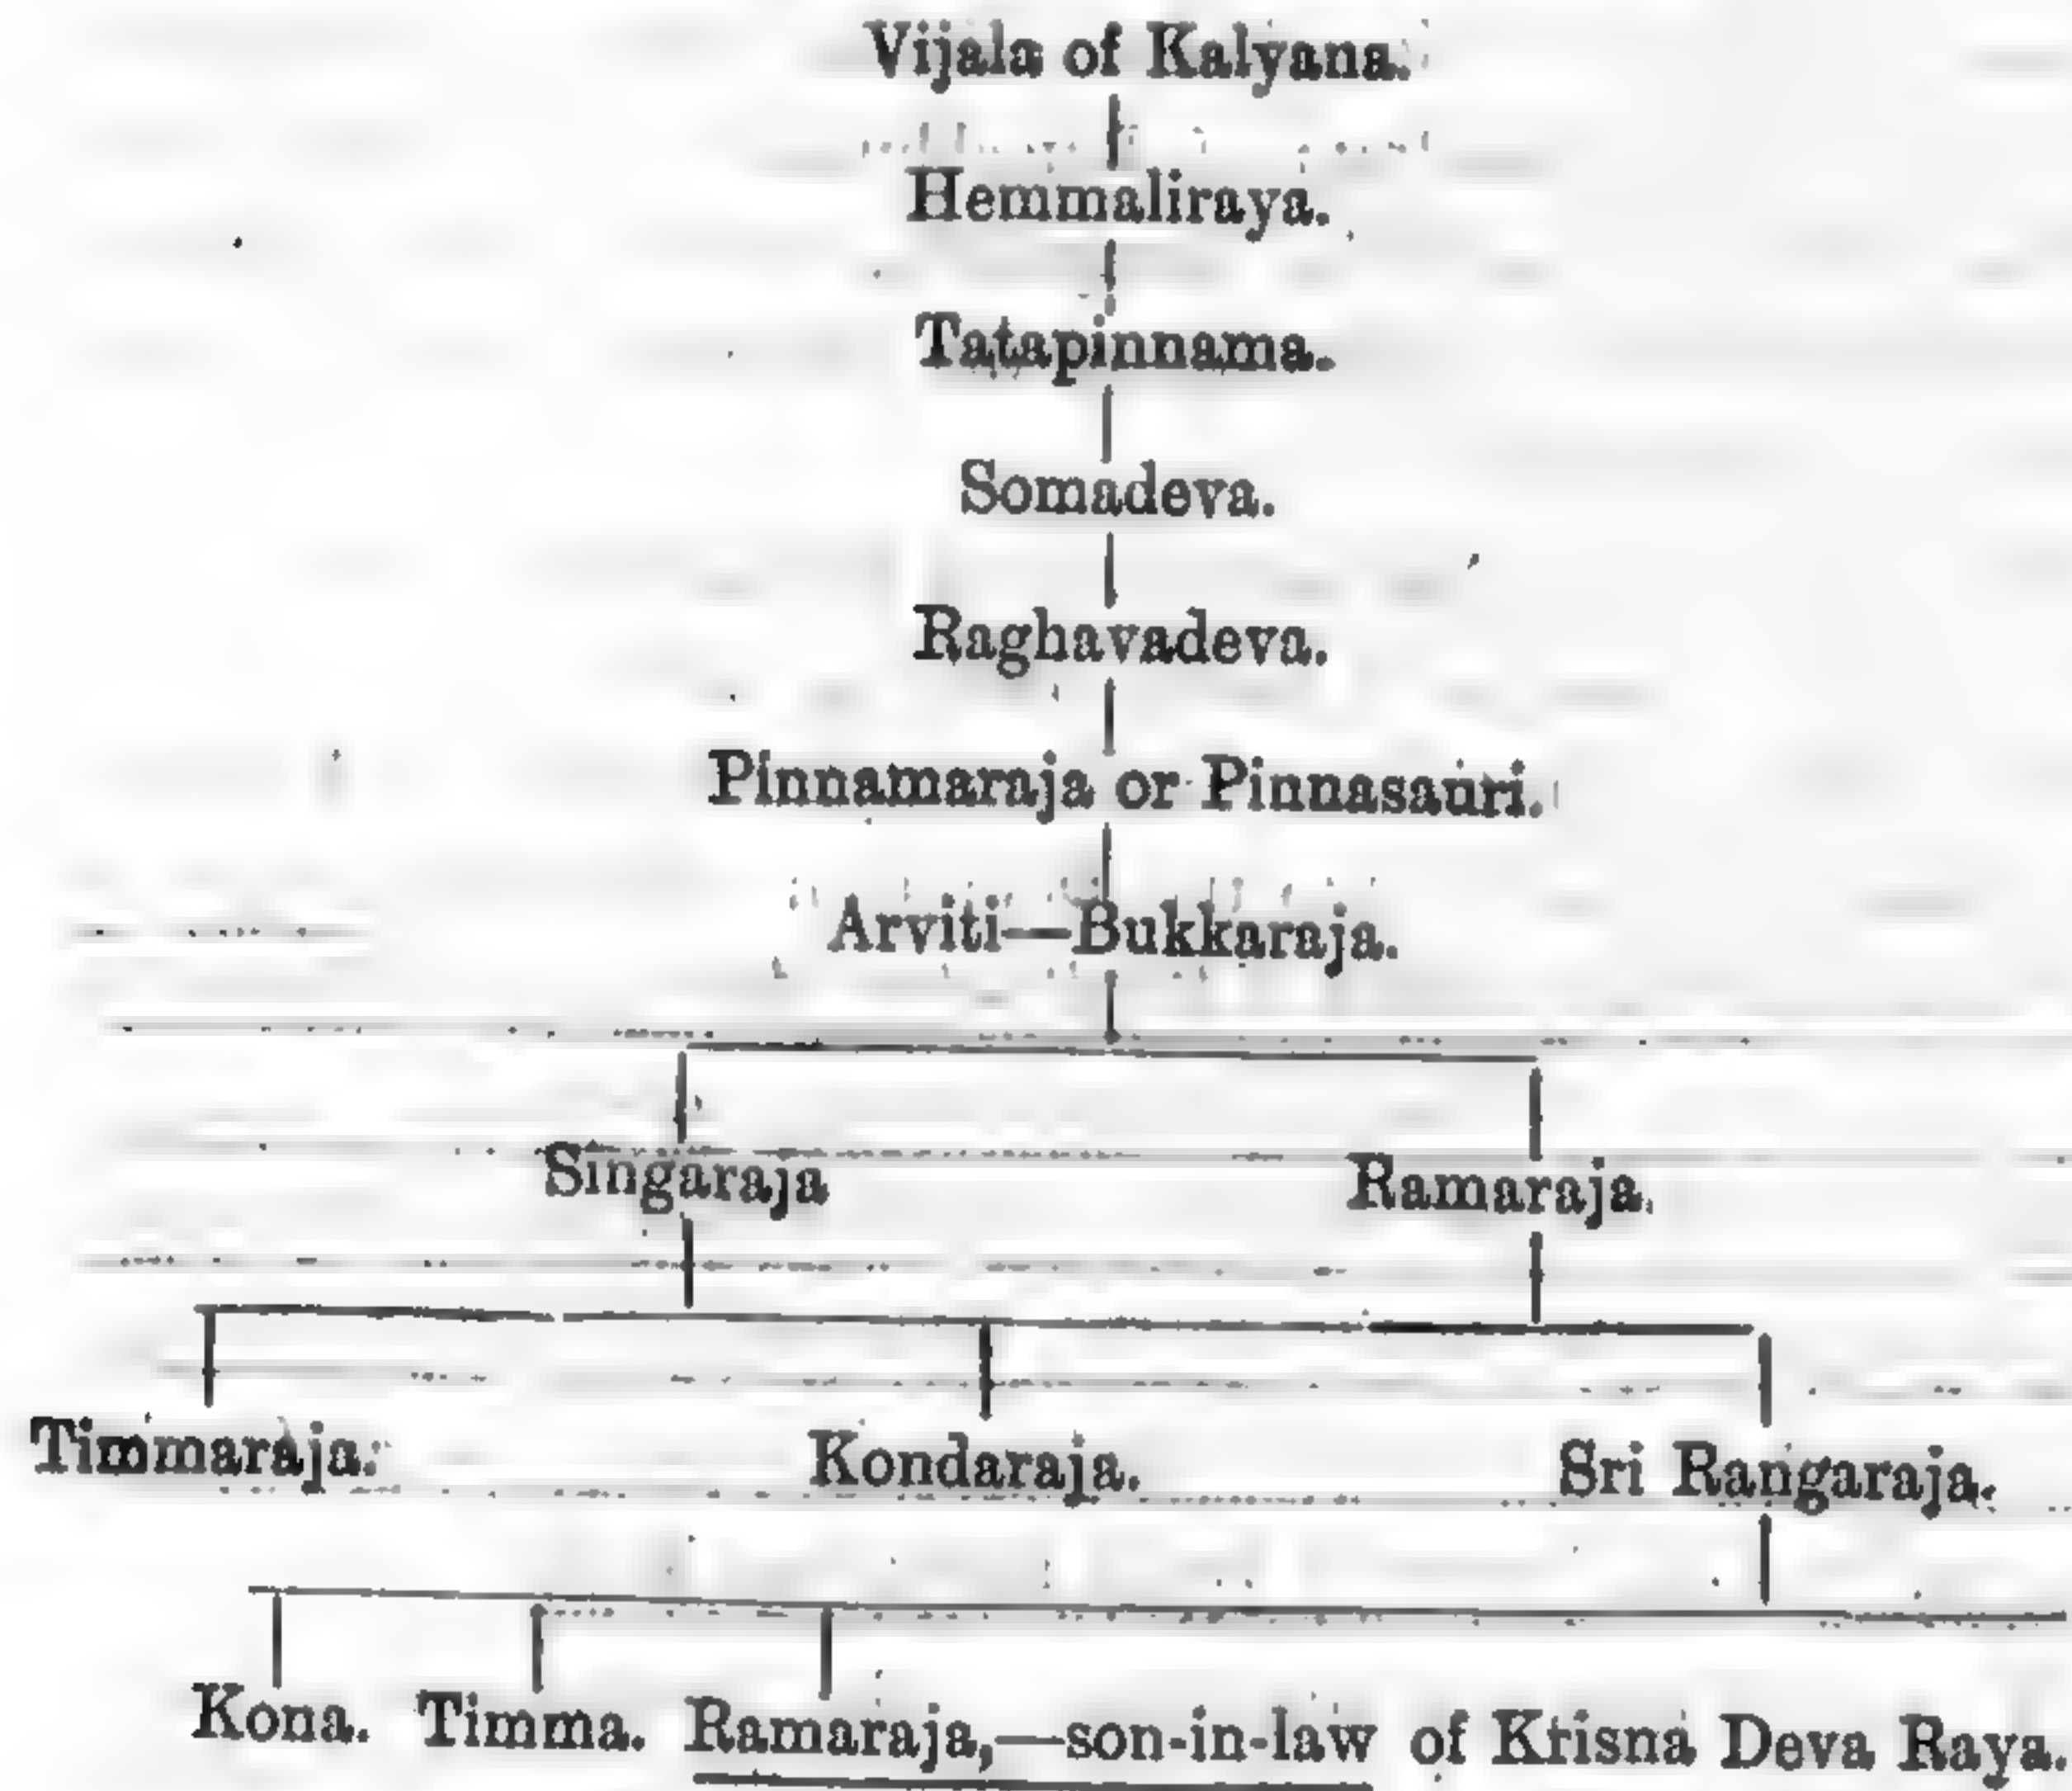 Vijala of Kalyana.
Hemmaliraya.
Tatapinnama.
Somadeva.
Raghavadeva.
Pinnamaraja or Pinnasauri.
Arviti—Bukkaraja.
Singaraja Ramaraja.
Timmaraja. Kondaraja. Sri Rangaraja.
Kona. Timma. Ramaraja,—son-in-law of Krisna Deva Raya.